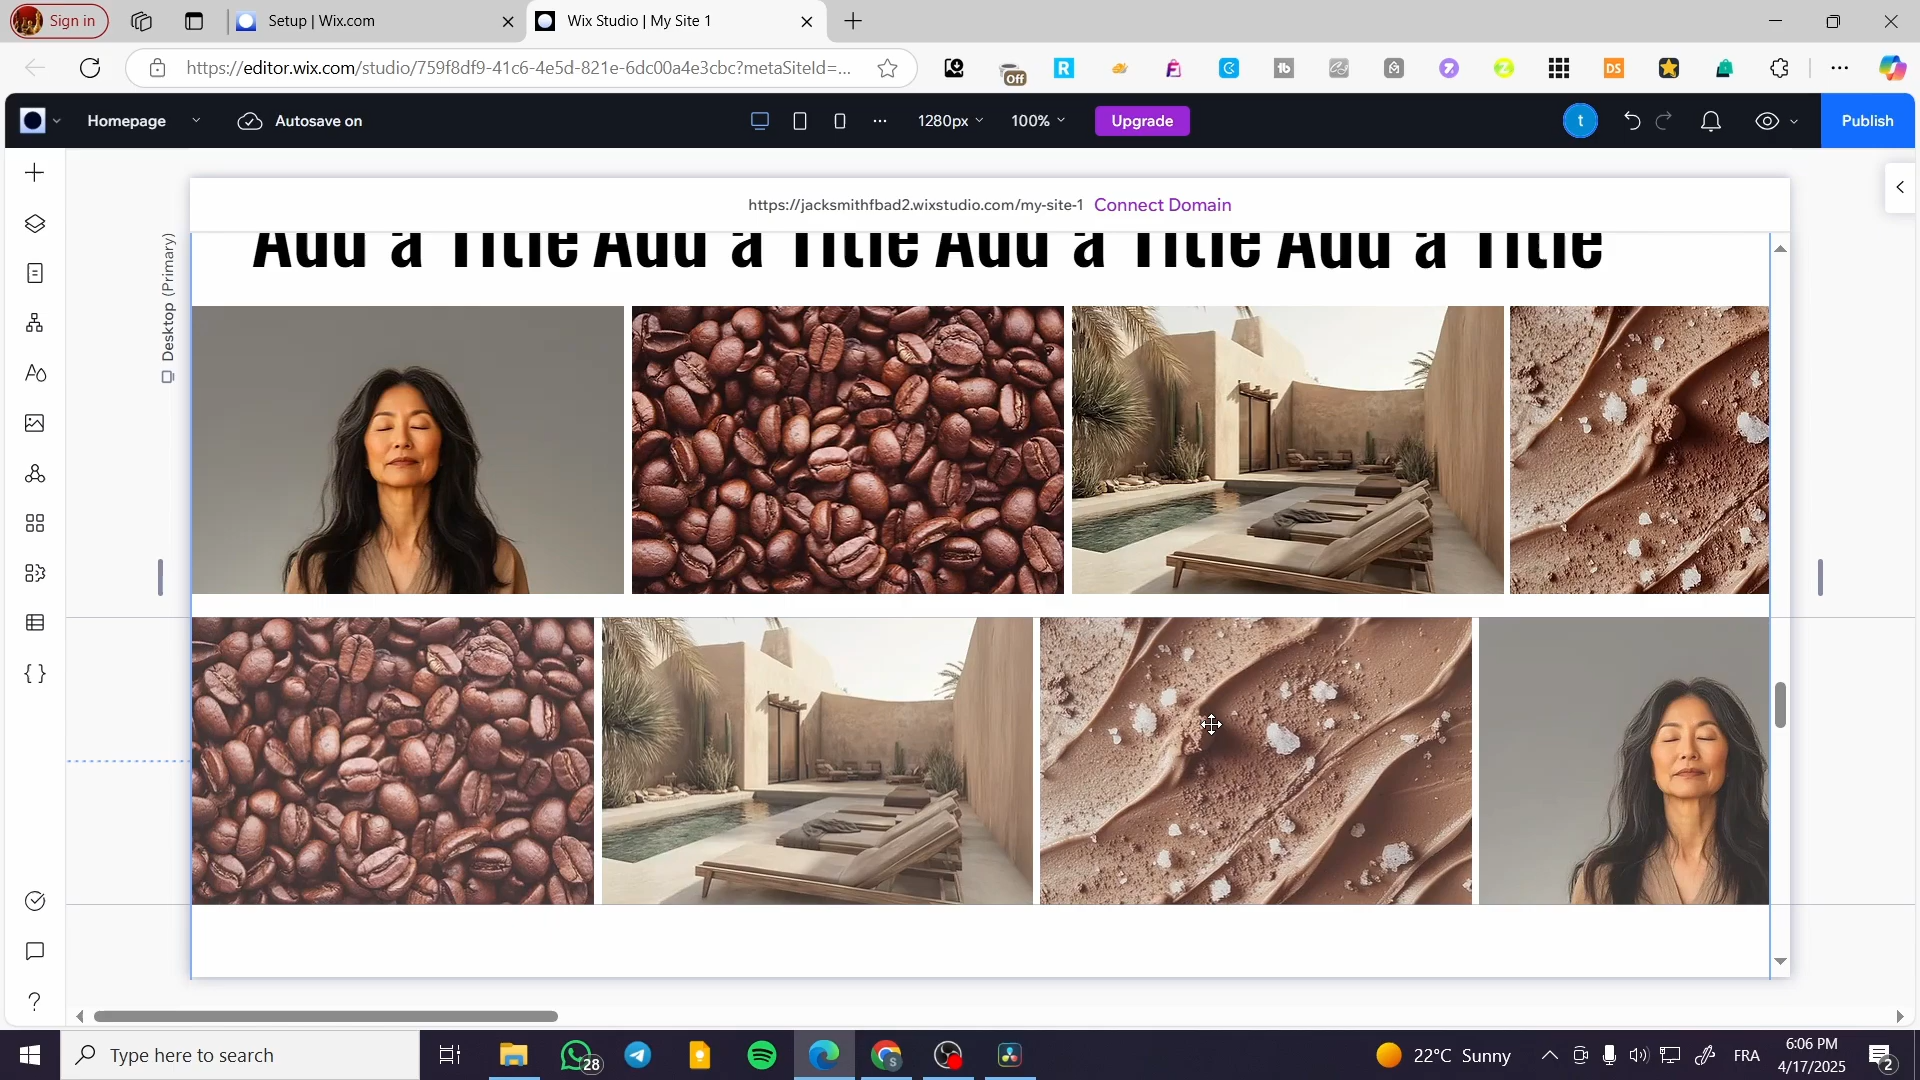 Sign in
Setup | Wix.com
Wix Studio | My Site 1
https://editor.wix.com/studio/759f8df9-41c6-4e5d-821e-6dc00a4e3cbc?metaSiteId=...
Off
R
DS
Homepage
Autosave on
1280px
100%
Upgrade
t
Publish
https://jacksmithfbad2.wixstudio.com/my-site-1 Connect Domain
Desktop (Primary)
Add a Title Add a Title Add a Title Add a Title
Type here to search
28
22°C Sunny
FRA
6:06 PM
4/17/2025
2